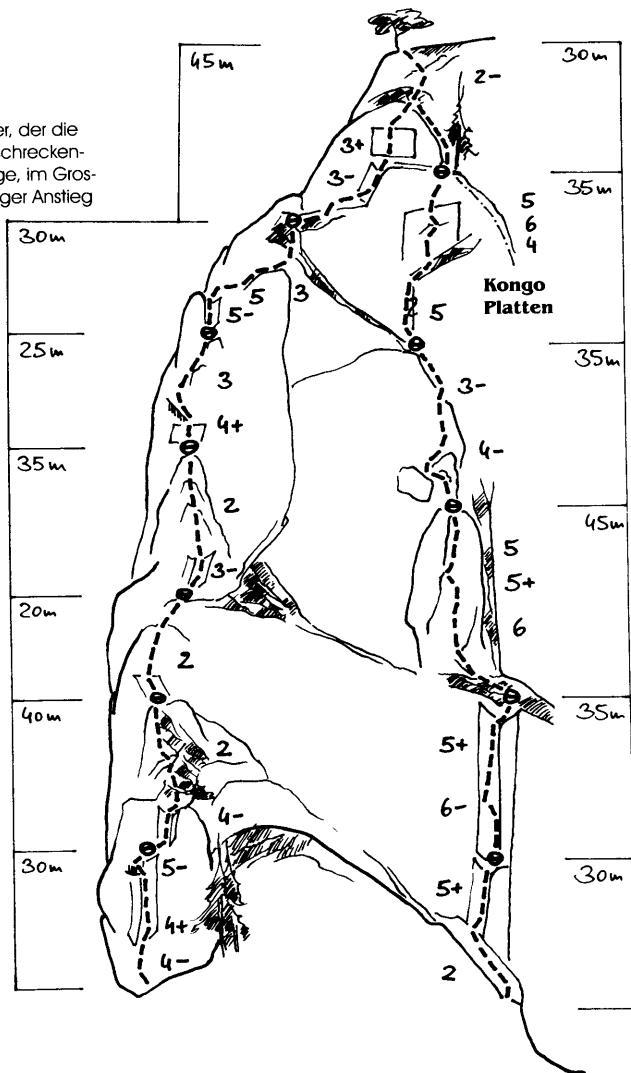 45m
30m
2-
er, der die
schrecken-
ge, im Gros-
ger Anstieg
3+
3-
35m
5
6
4
30m
Kongo
Platten
3
5
5-
5
25m
35m
3
3-
4+
4-
35m
2
45m
5
5+
3-
6
20m
2
40m
35m
5+
2
6-
4-
30m
5-
30m
5+
4+
4-
2